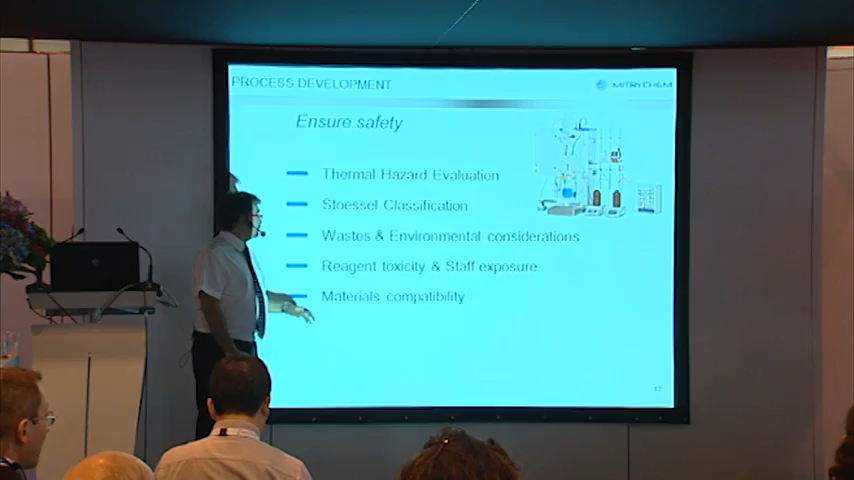 PROCESS DEVELOPMENT
MITRYCHEM
Ensure safety
Thermal Hazard Evaluation
Stoessel Classification
Wastes & Environmental considerations
Reagent toxicity & Staff exposure
Materials compatibility
17